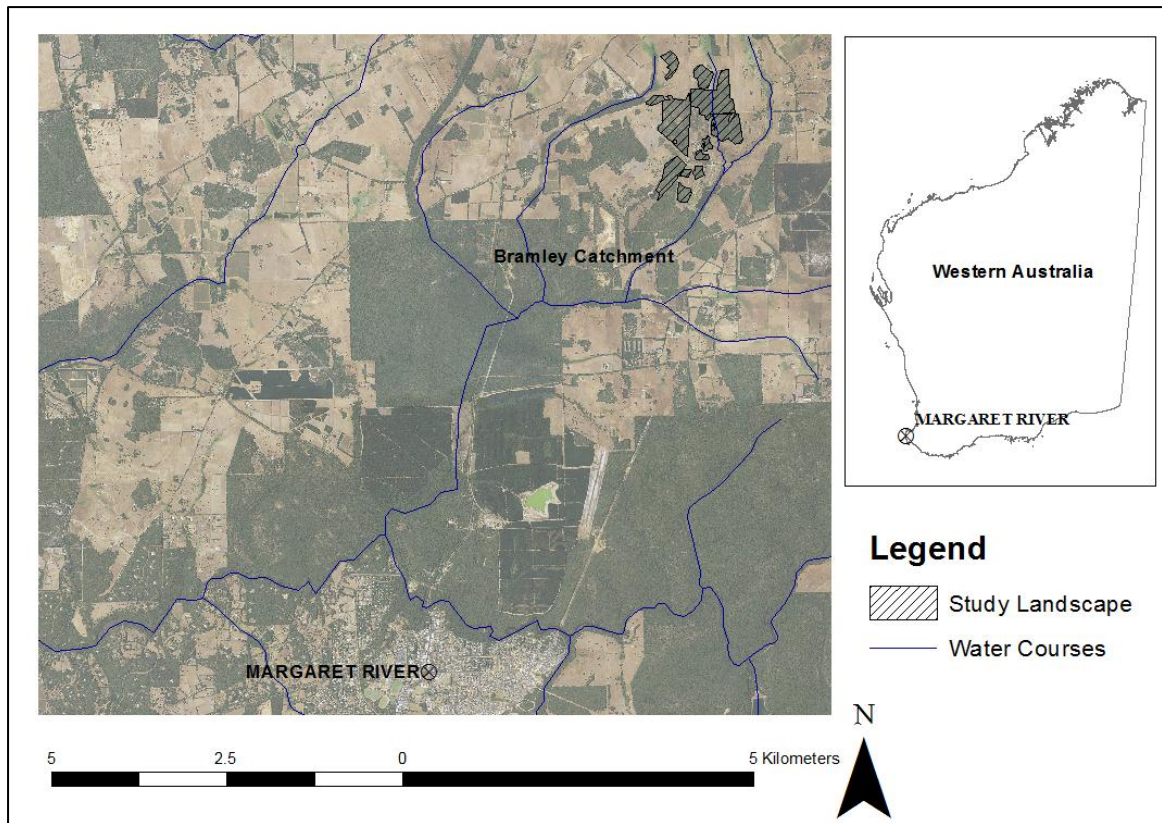 Bramley Catchment
MARGARET RIVER
Western Australia
MARGARET RIVER
Legend
Study Landscape
Water Courses
N
5 2.5 0 5 Kilometers